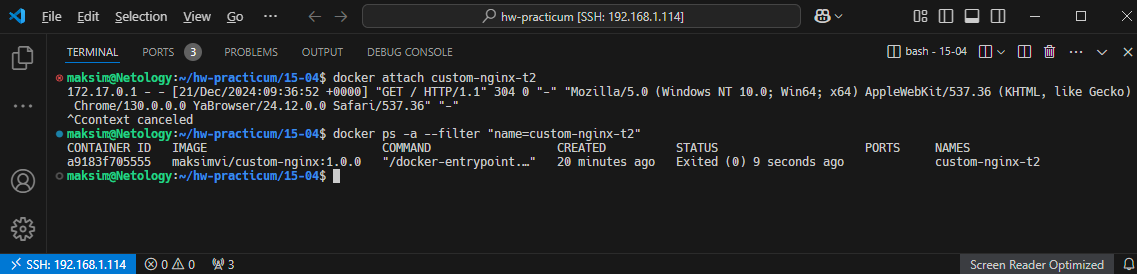 File Edit Selection ··· hw-practicum [SSH: 192.168.1.114]
TERMINAL PORTS 3 PROBLEMS OUTPUT DEBUG CONSOLE bash - 15-04
maksim@Netology:~/hw-practicum/15-04$ docker attach custom-nginx-t2
172.17.0.1 - - [21/Dec/2024:09:36:52 +0000] "GET / HTTP/1.1" 304 0 "-" "Mozilla/5.0 (Windows NT 10.0; Win64; x64) AppleWebKit/537.36 (KHTML, like Gecko)
Chrome/130.0.0.0 YaBrowser/24.12.0.0 Safari/537.36" "-"
^Ccontext canceled
maksim@Netology:~/hw-practicum/15-04$ docker ps -a --filter "name=custom-nginx-t2"
CONTAINER ID IMAGE COMMAND CREATED STATUS PORTS NAMES
a9183f705555 maksimvi/custom-nginx:1.0.0 "/docker-entrypoint.…" 20 minutes ago Exited (0) 9 seconds ago custom-nginx-t2
maksim@Netology:~/hw-practicum/15-04$
SSH: 192.168.1.114 0 0 3 Screen Reader Optimized